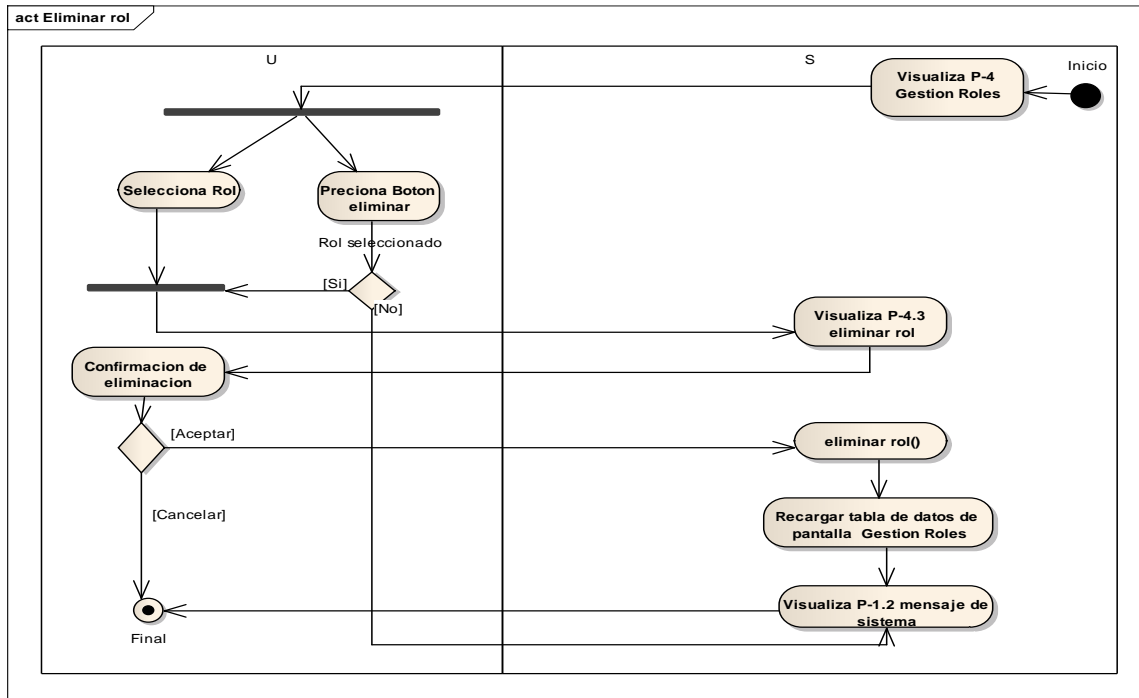 act Eliminar rol
U
S
Inicio
Visualiza P-4
Gestion Roles
Selecciona Rol
Preciona Boton
eliminar
Rol seleccionado
[Si]
[No]
Visualiza P-4.3
eliminar rol
Confirmacion de
eliminacion
[Aceptar]
eliminar rol()
[Cancelar]
Recargar tabla de datos de
pantalla Gestion Roles
Visualiza P-1.2 mensaje de
sistema
Final